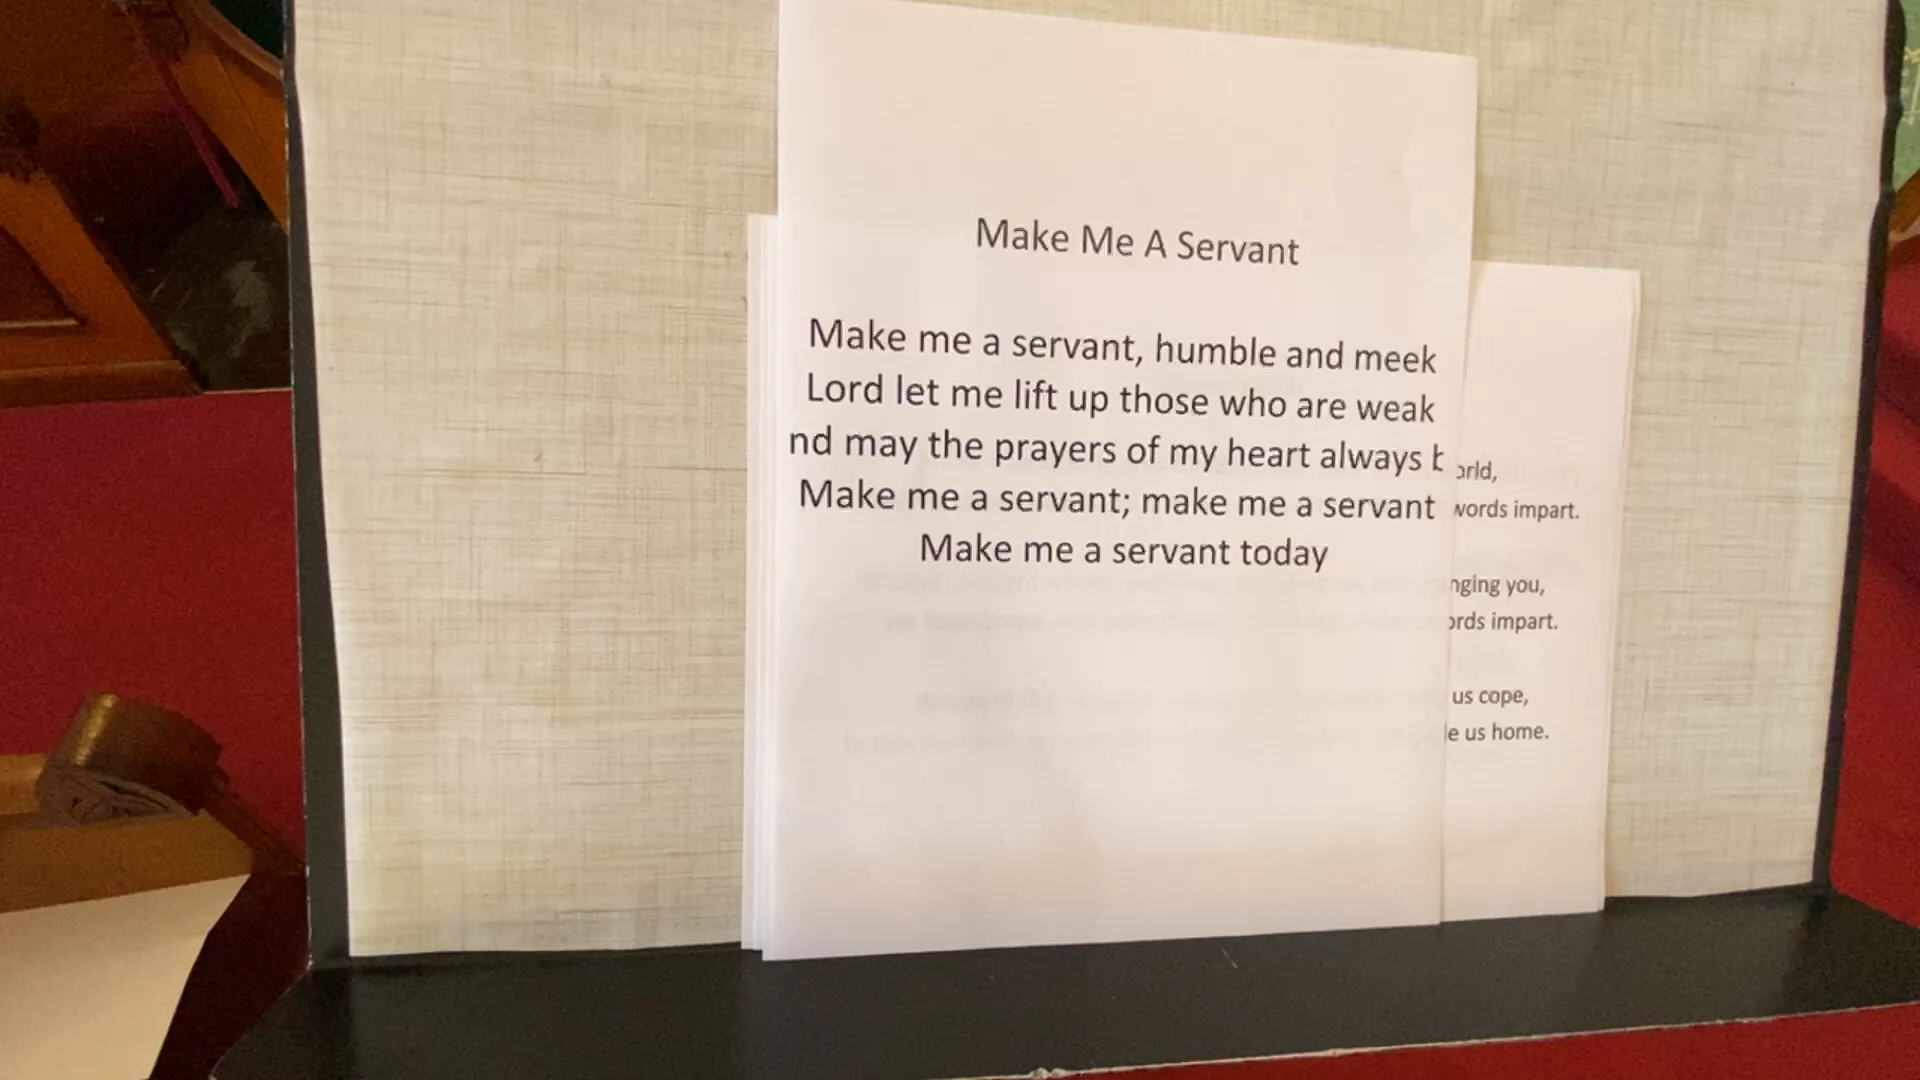 Make Me A Servant
Make me a servant, humble and meek
Lord let me lift up those who are weak
nd may the prayers of my heart always b
Make me a servant; make me a servant
Make me a servant today
orld,
words impart.
nging you,
ords impart.
us cope,
le us home.